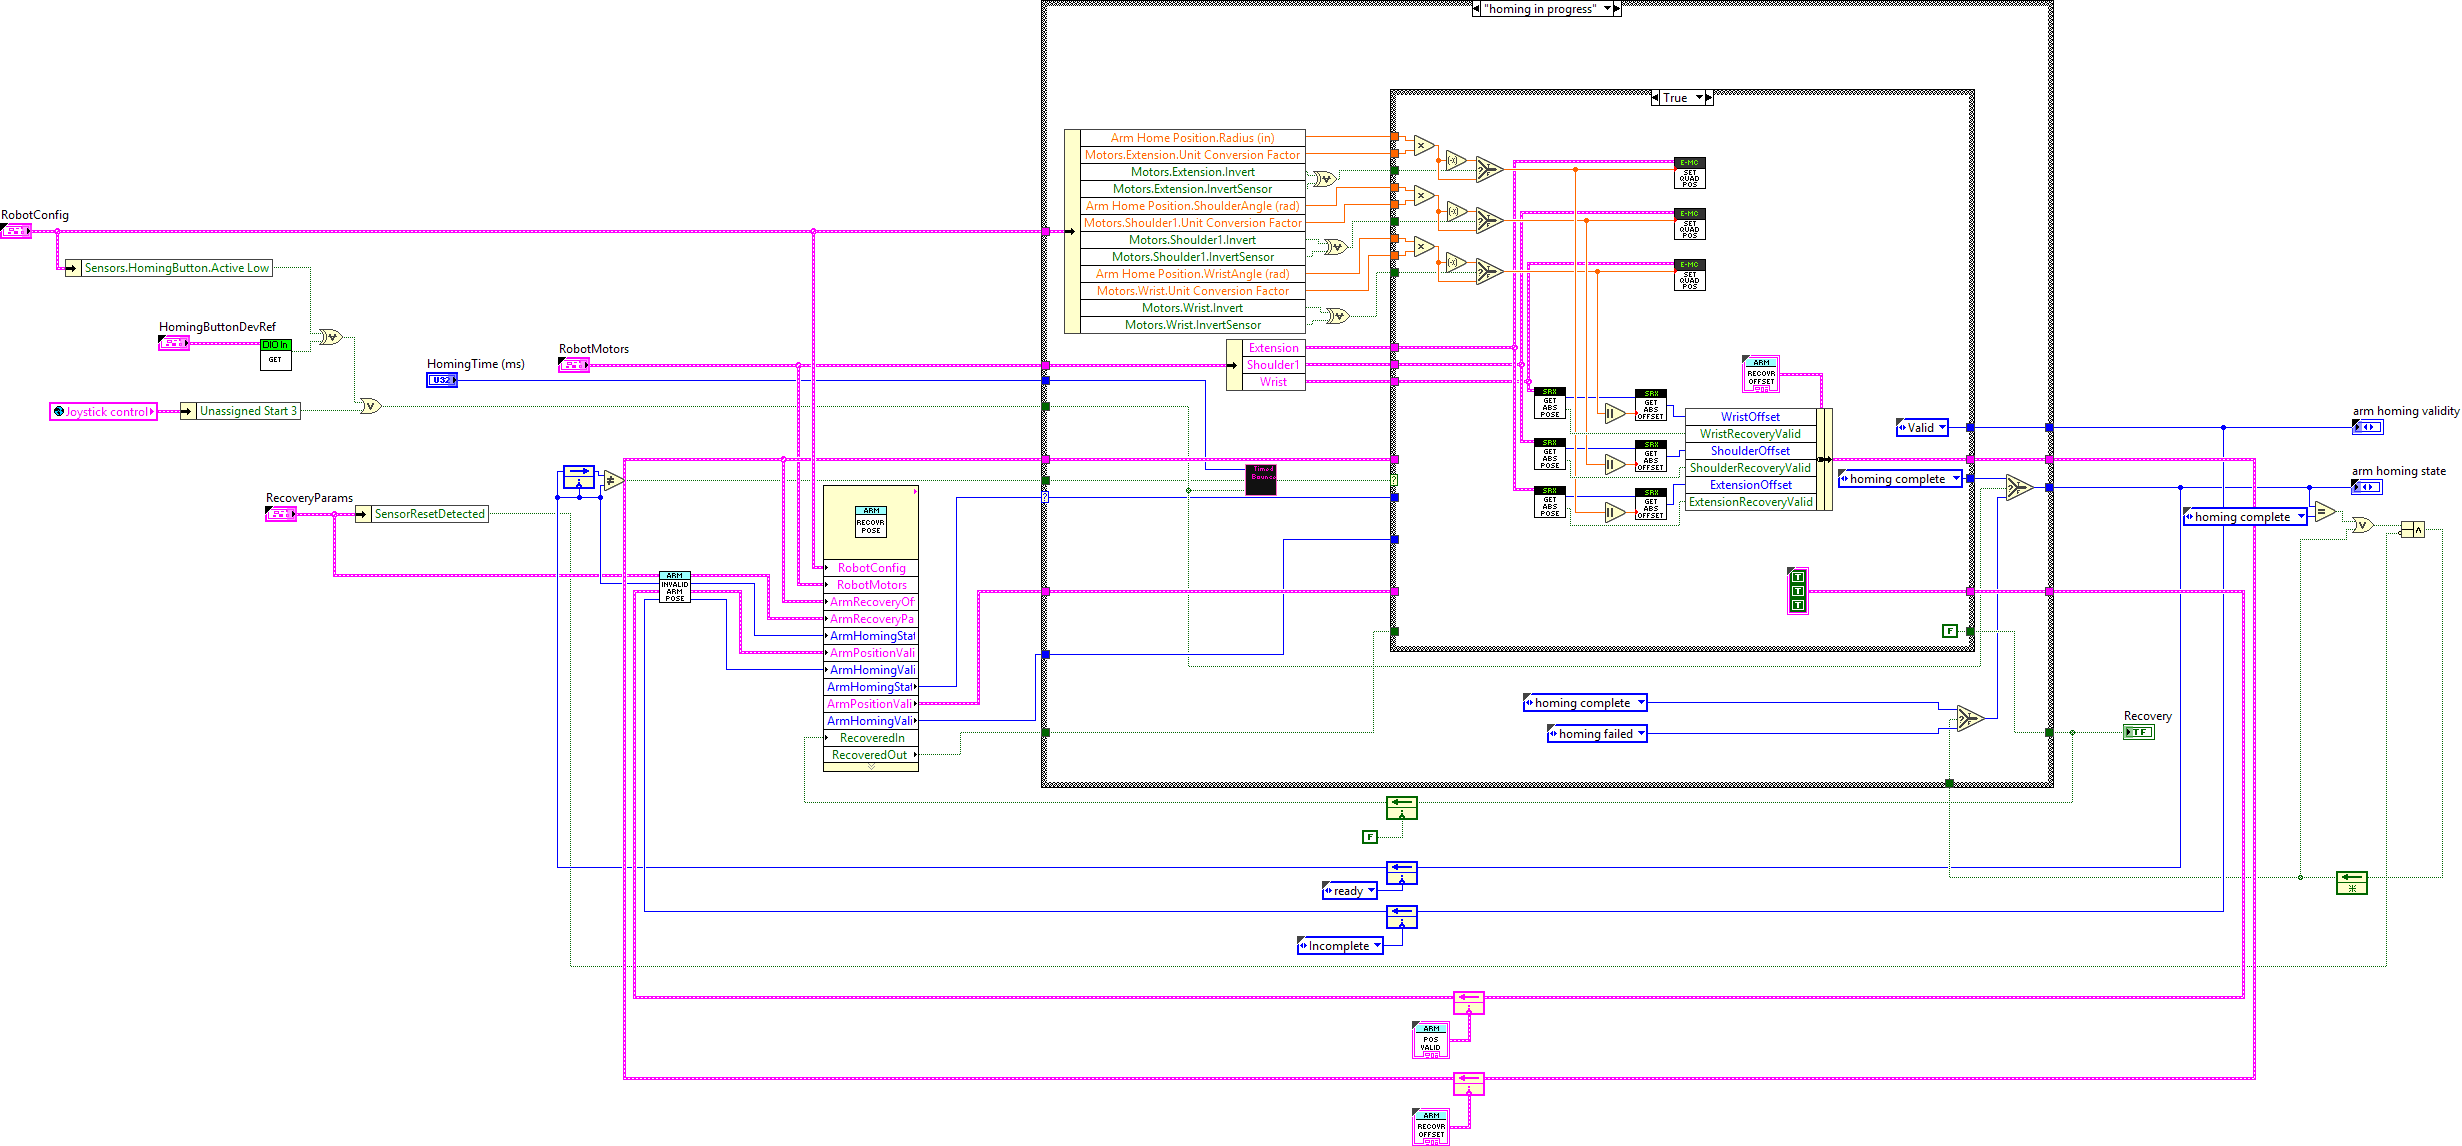 "homing in progress"
True
Arm Home Position.Radius (in)
Motors.Extension.Unit Conversion Factor
Motors.Extension.Invert
Motors.Extension.InvertSensor
Arm Home Position.ShoulderAngle (rad)
Motors.Shoulder1.Unit Conversion Factor
Motors.Shoulder1.Invert
Motors.Shoulder1.InvertSensor
Arm Home Position.WristAngle (rad)
Motors.Wrist.Unit Conversion Factor
Motors.Wrist.Invert
Motors.Wrist.InvertSensor
E-MC
SET
QUAD
POS
E-MC
SET
QUAD
POS
E-MC
SET
QUAD
POS
RobotConfig
Sensors.HomingButton.Active Low
HomingButtonDevRef
DIO In
GET
HomingTime (ms)
U32
RobotMotors
Extension
Shoulder1
Wrist
Joystick control
Unassigned Start 3
ARM
RECOVR
OFFSET
SRX
GET
ABS
POSE
SRX
GET
ABS
OFFSET
SRX
GET
ABS
POSE
SRX
GET
ABS
OFFSET
SRX
GET
ABS
POSE
SRX
GET
ABS
OFFSET
WristOffset
WristRecoveryValid
ShoulderOffset
ShoulderRecoveryValid
ExtensionOffset
ExtensionRecoveryValid
Valid
homing complete
arm homing validity
arm homing state
homing complete
Timed
Bounce
RecoveryParams
SensorResetDetected
ARM
INVALID
ARM
POSE
ARM
RECOVR
POSE
RobotConfig
RobotMotors
ArmRecoveryOf
ArmRecoveryPa
ArmHomingStat
ArmPositionVali
ArmHomingVali
ArmHomingStat
ArmPositionVali
ArmHomingVali
RecoveredIn
RecoveredOut
T
T
T
F
homing complete
homing failed
Recovery
TF
F
ready
Incomplete
ARM
POS
VALID
ARM
RECOVR
OFFSET